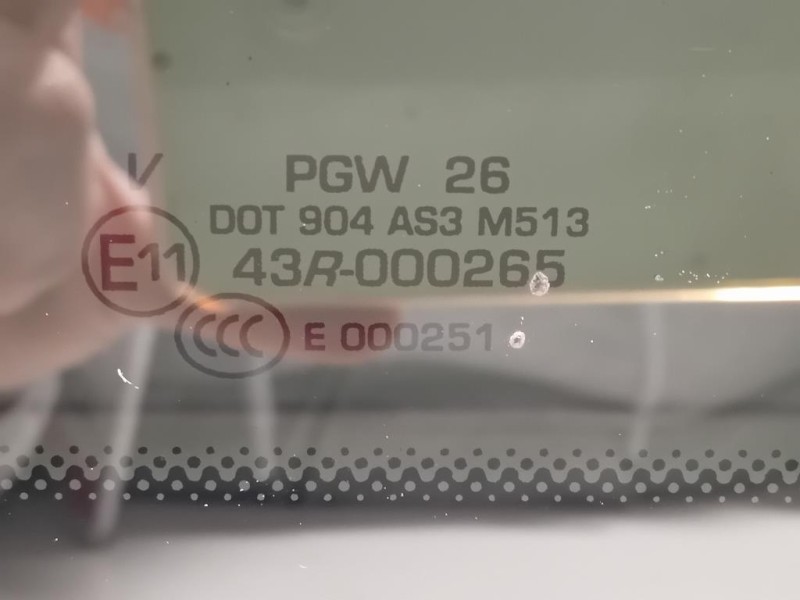 V PGW 26
DOT 904 AS3 M513
E11 43R-000265
CCC E 000251